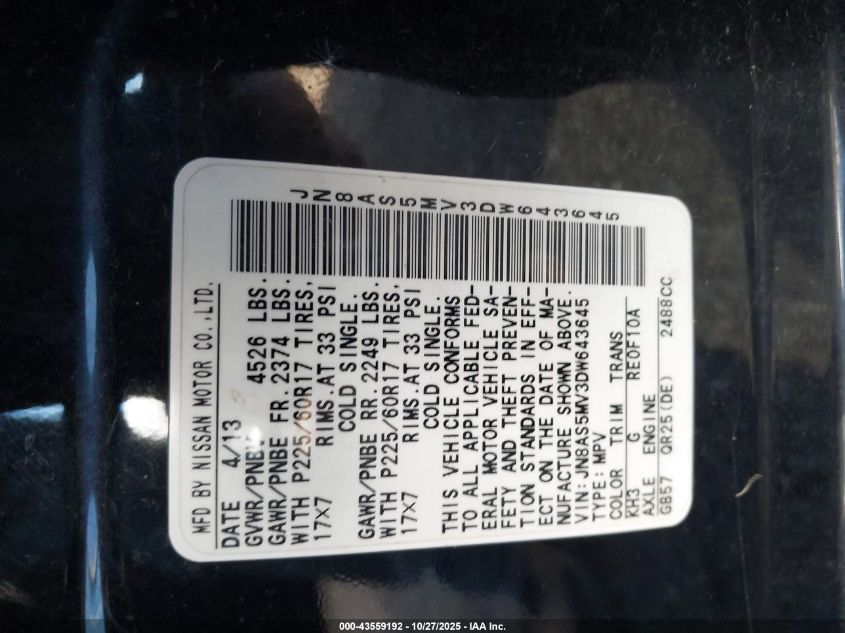 JN8AS5MV3DW643645
MFD BY NISSAN MOTOR CO.,LTD.
DATE 4/13
GVWR/PNBV 4526 LBS.
GAWR/PNBE FR. 2374 LBS.
WITH P225/60R17 TIRES,
17X7 RIMS.AT 33 PSI
COLD SINGLE.
GAWR/PNBE RR. 2249 LBS.
WITH P225/60R17 TIRES,
17X7 RIMS.AT 33 PSI
COLD SINGLE.
THIS VEHICLE CONFORMS
TO ALL APPLICABLE FED-
ERAL MOTOR VEHICLE SA-
FETY AND THEFT PREVEN-
TION STANDARDS IN EFF-
ECT ON THE DATE OF MA-
NUFACTURE SHOWN ABOVE.
VIN: JN8AS5MV3DW643645
TYPE: MPV
COLOR TRIM TRANS
KH3 G RE0F10A
AXLE ENGINE
GB57 QR25(DE) 2488CC
000-43559192 - 10/27/2025 - IAA Inc.